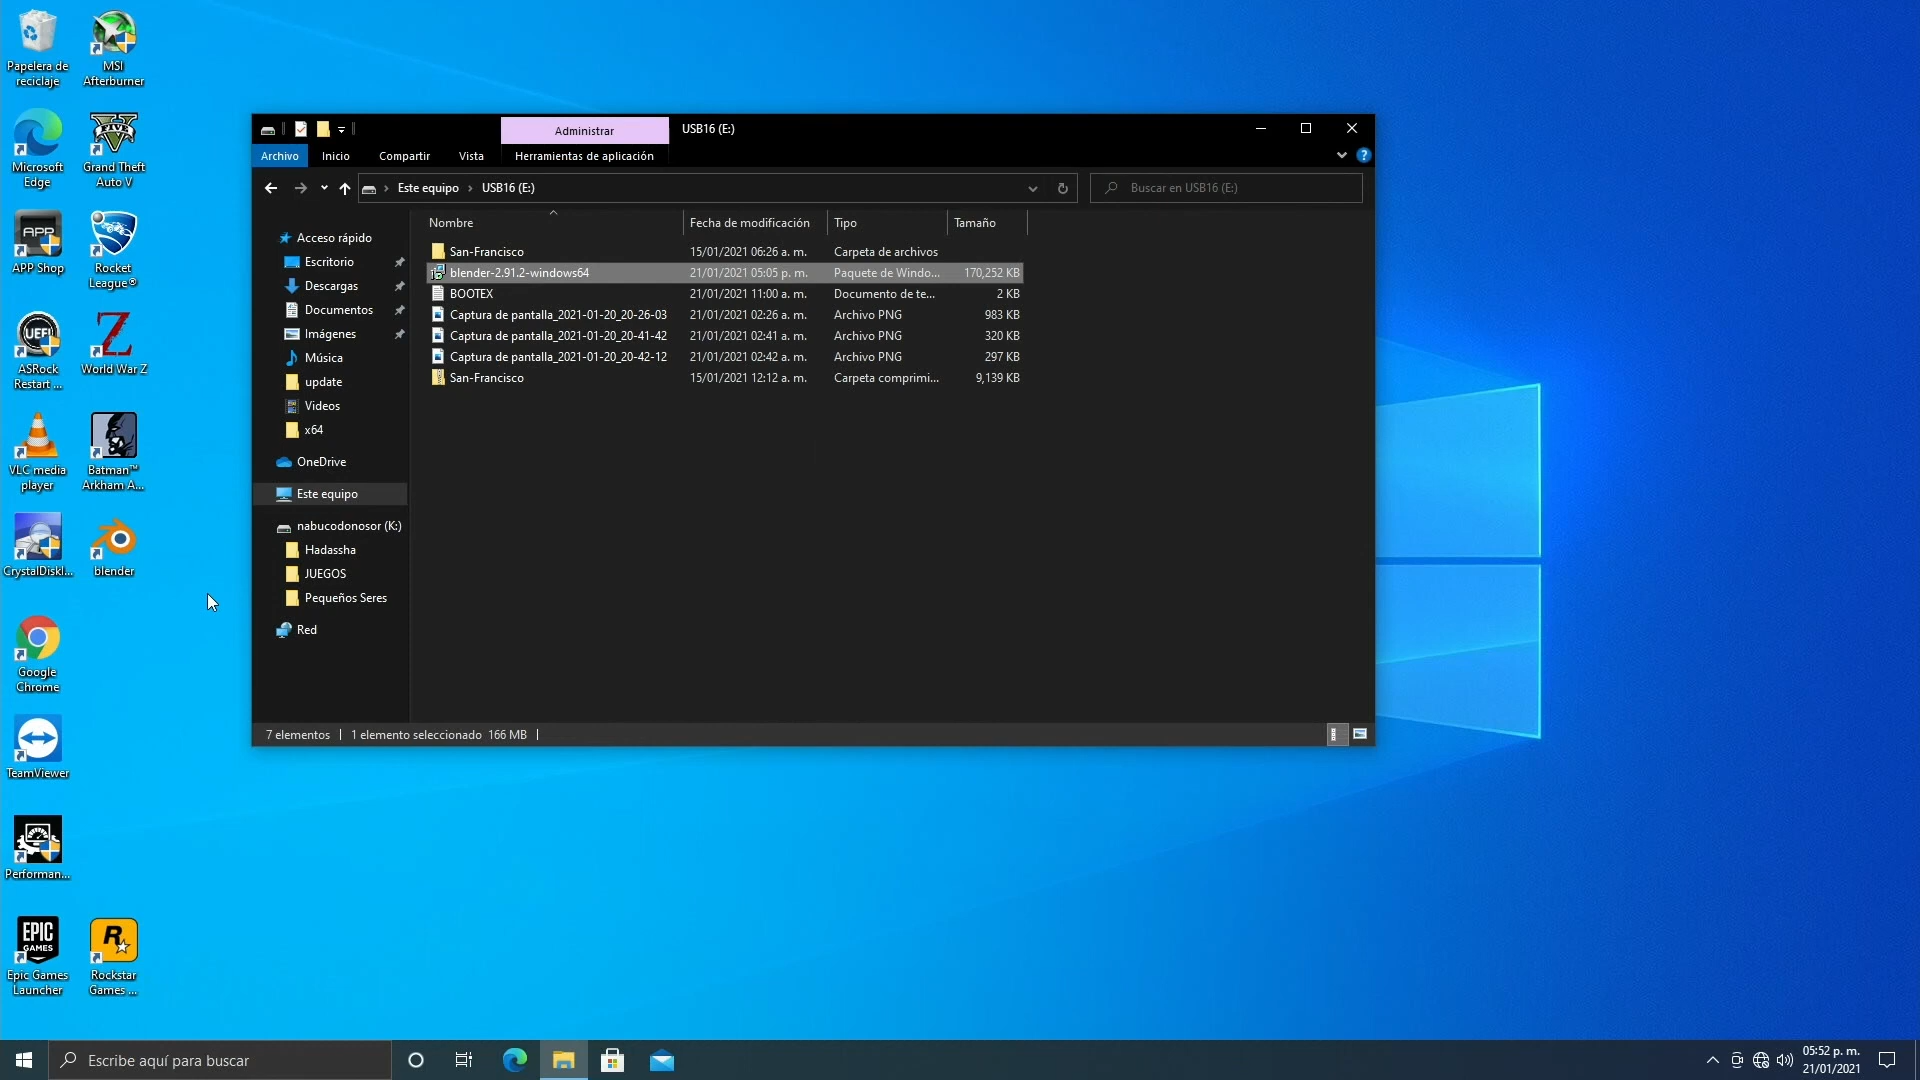 Papelera de
reciclaje
MSI
Afterburner
Microsoft
Edge
Grand Theft
Auto V
APP
APP Shop
Rocket
League®
UEFI
ASRock
Restart ...
World War Z
VLC media
player
Batman™
Arkham A...
CrystalDiskI...
blender
Google
Chrome
TeamViewer
Performan...
EPIC
GAMES
Epic Games
Launcher
Rockstar
Games ...
Administrar
USB16 (E:)
Archivo
Inicio
Compartir
Vista
Herramientas de aplicación
Este equipo
USB16 (E:)
Buscar en USB16 (E:)
Acceso rápido
Escritorio
Descargas
Documentos
Imágenes
Música
update
Videos
x64
OneDrive
Este equipo
nabucodonosor (K:)
Hadassha
JUEGOS
Pequeños Seres
Red
Nombre Fecha de modificación Tipo Tamaño
San-Francisco 15/01/2021 06:26 a. m. Carpeta de archivos
blender-2.91.2-windows64 21/01/2021 05:05 p. m. Paquete de Windo... 170,252 KB
BOOTEX 21/01/2021 11:00 a. m. Documento de te... 2 KB
Captura de pantalla_2021-01-20_20-26-03 21/01/2021 02:26 a. m. Archivo PNG 983 KB
Captura de pantalla_2021-01-20_20-41-42 21/01/2021 02:41 a. m. Archivo PNG 320 KB
Captura de pantalla_2021-01-20_20-42-12 21/01/2021 02:42 a. m. Archivo PNG 297 KB
San-Francisco 15/01/2021 12:12 a. m. Carpeta comprimi... 9,139 KB
7 elementos
1 elemento seleccionado 166 MB
Escribe aquí para buscar
05:52 p. m.
21/01/2021